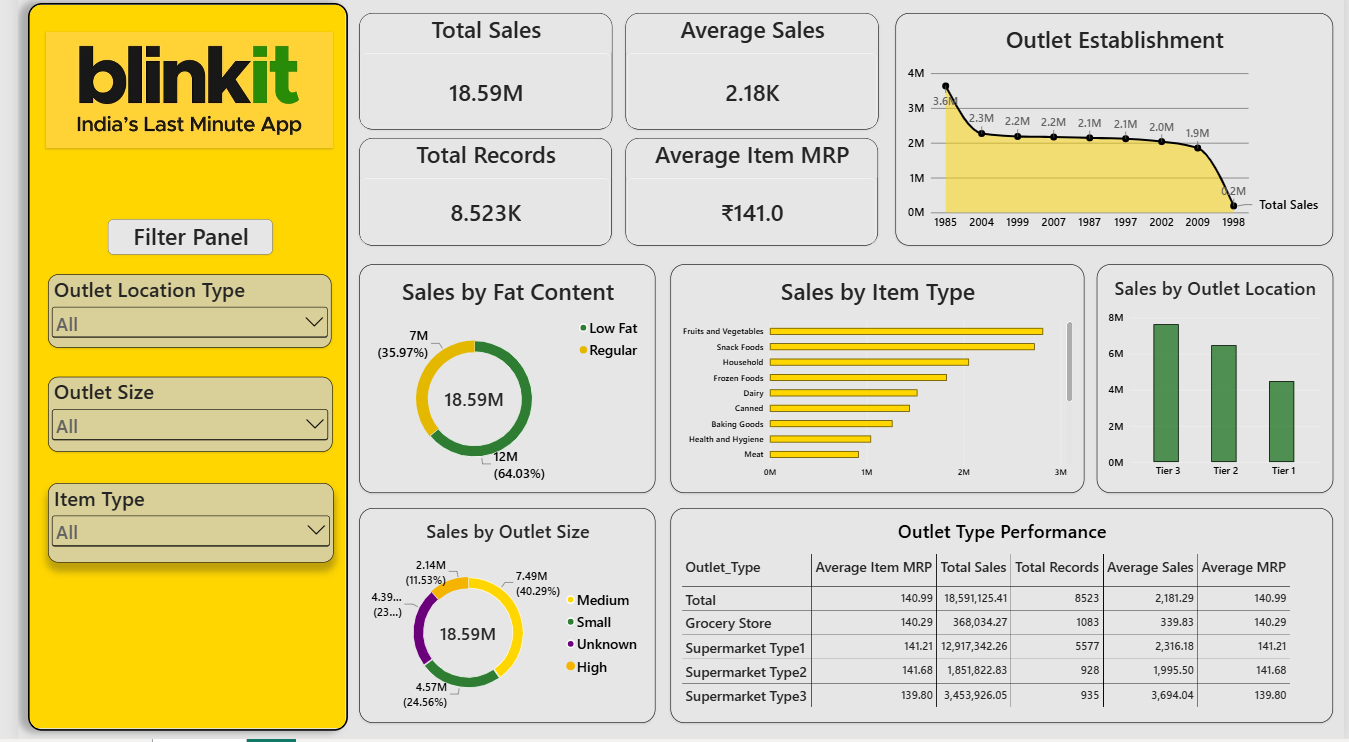 blinkit
India's Last Minute App
Filter Panel
Outlet Location Type
All
Outlet Size
All
Item Type
All
Total Sales
18.59M
Average Sales
2.18K
Total Records
8.523K
Average Item MRP
₹141.0
Outlet Establishment
4M
3M
2M
1M
0M
3.6M
2.3M
2.2M
2.2M
2.1M
2.1M
2.0M
1.9M
0.2M
Total Sales
1985 2004 1999 2007 1987 1997 2002 2009 1998
Sales by Fat Content
7M
(35.97%)
18.59M
12M
(64.03%)
Low Fat
Regular
Sales by Item Type
Fruits and Vegetables
Snack Foods
Household
Frozen Foods
Dairy
Canned
Baking Goods
Health and Hygiene
Meat
0M 1M 2M 3M
Sales by Outlet Location
8M
6M
4M
2M
0M
Tier 3 Tier 2 Tier 1
Sales by Outlet Size
2.14M
(11.53%)
7.49M
(40.29%)
4.39...
(23...)
18.59M
4.57M
(24.56%)
Medium
Small
Unknown
High
Outlet Type Performance
Outlet_Type Average Item MRP Total Sales Total Records Average Sales Average MRP
Total 140.99 18,591,125.41 8523 2,181.29 140.99
Grocery Store 140.29 368,034.27 1083 339.83 140.29
Supermarket Type1 141.21 12,917,342.26 5577 2,316.18 141.21
Supermarket Type2 141.68 1,851,822.83 928 1,995.50 141.68
Supermarket Type3 139.80 3,453,926.05 935 3,694.04 139.80